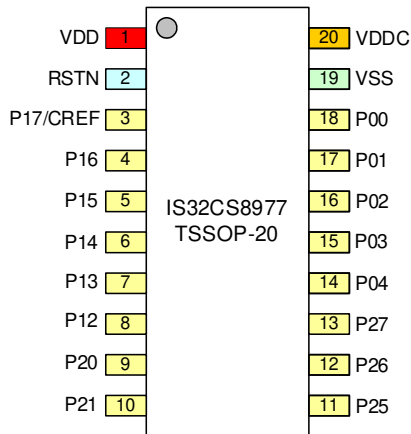 VDD 1 20 VDDC
RSTN 2 19 VSS
P17/CREF 3 18 P00
P16 4 17 P01
P15 5 16 P02
IS32CS8977
TSSOP-20
P14 6 15 P03
P13 7 14 P04
P12 8 13 P27
P20 9 12 P26
P21 10 11 P25